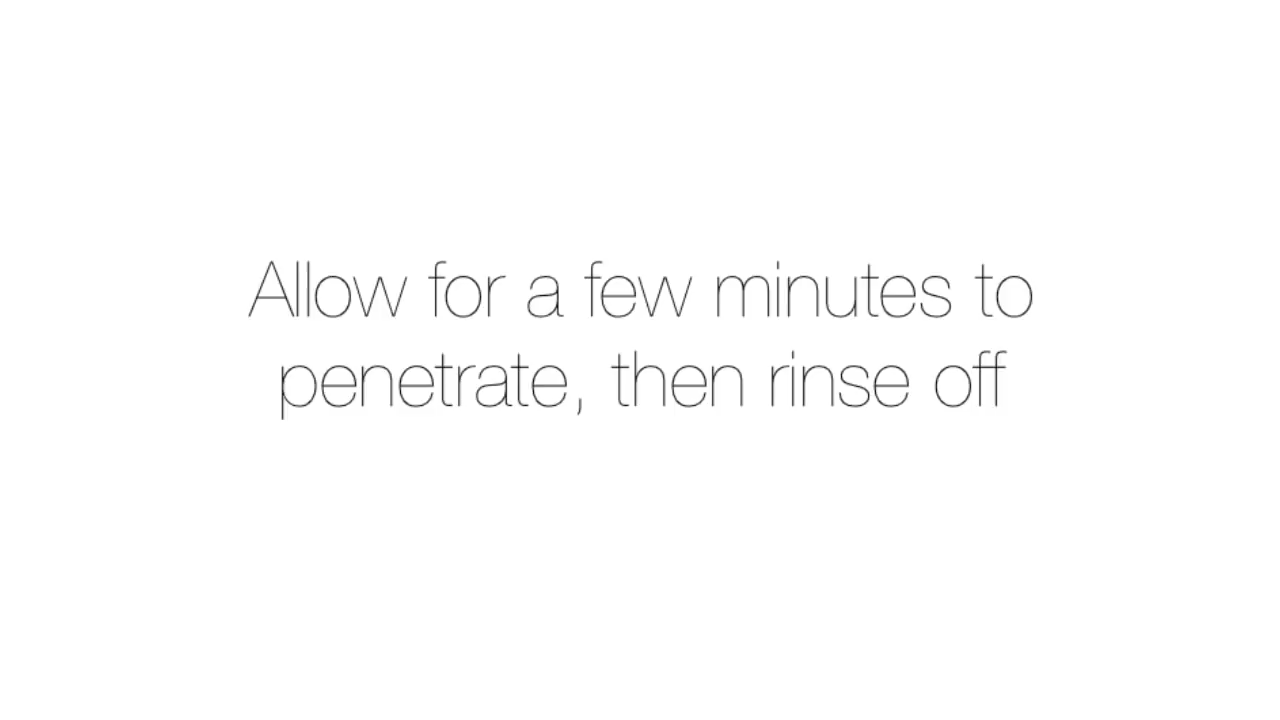 Allow for a few minutes to
penetrate, then rinse off